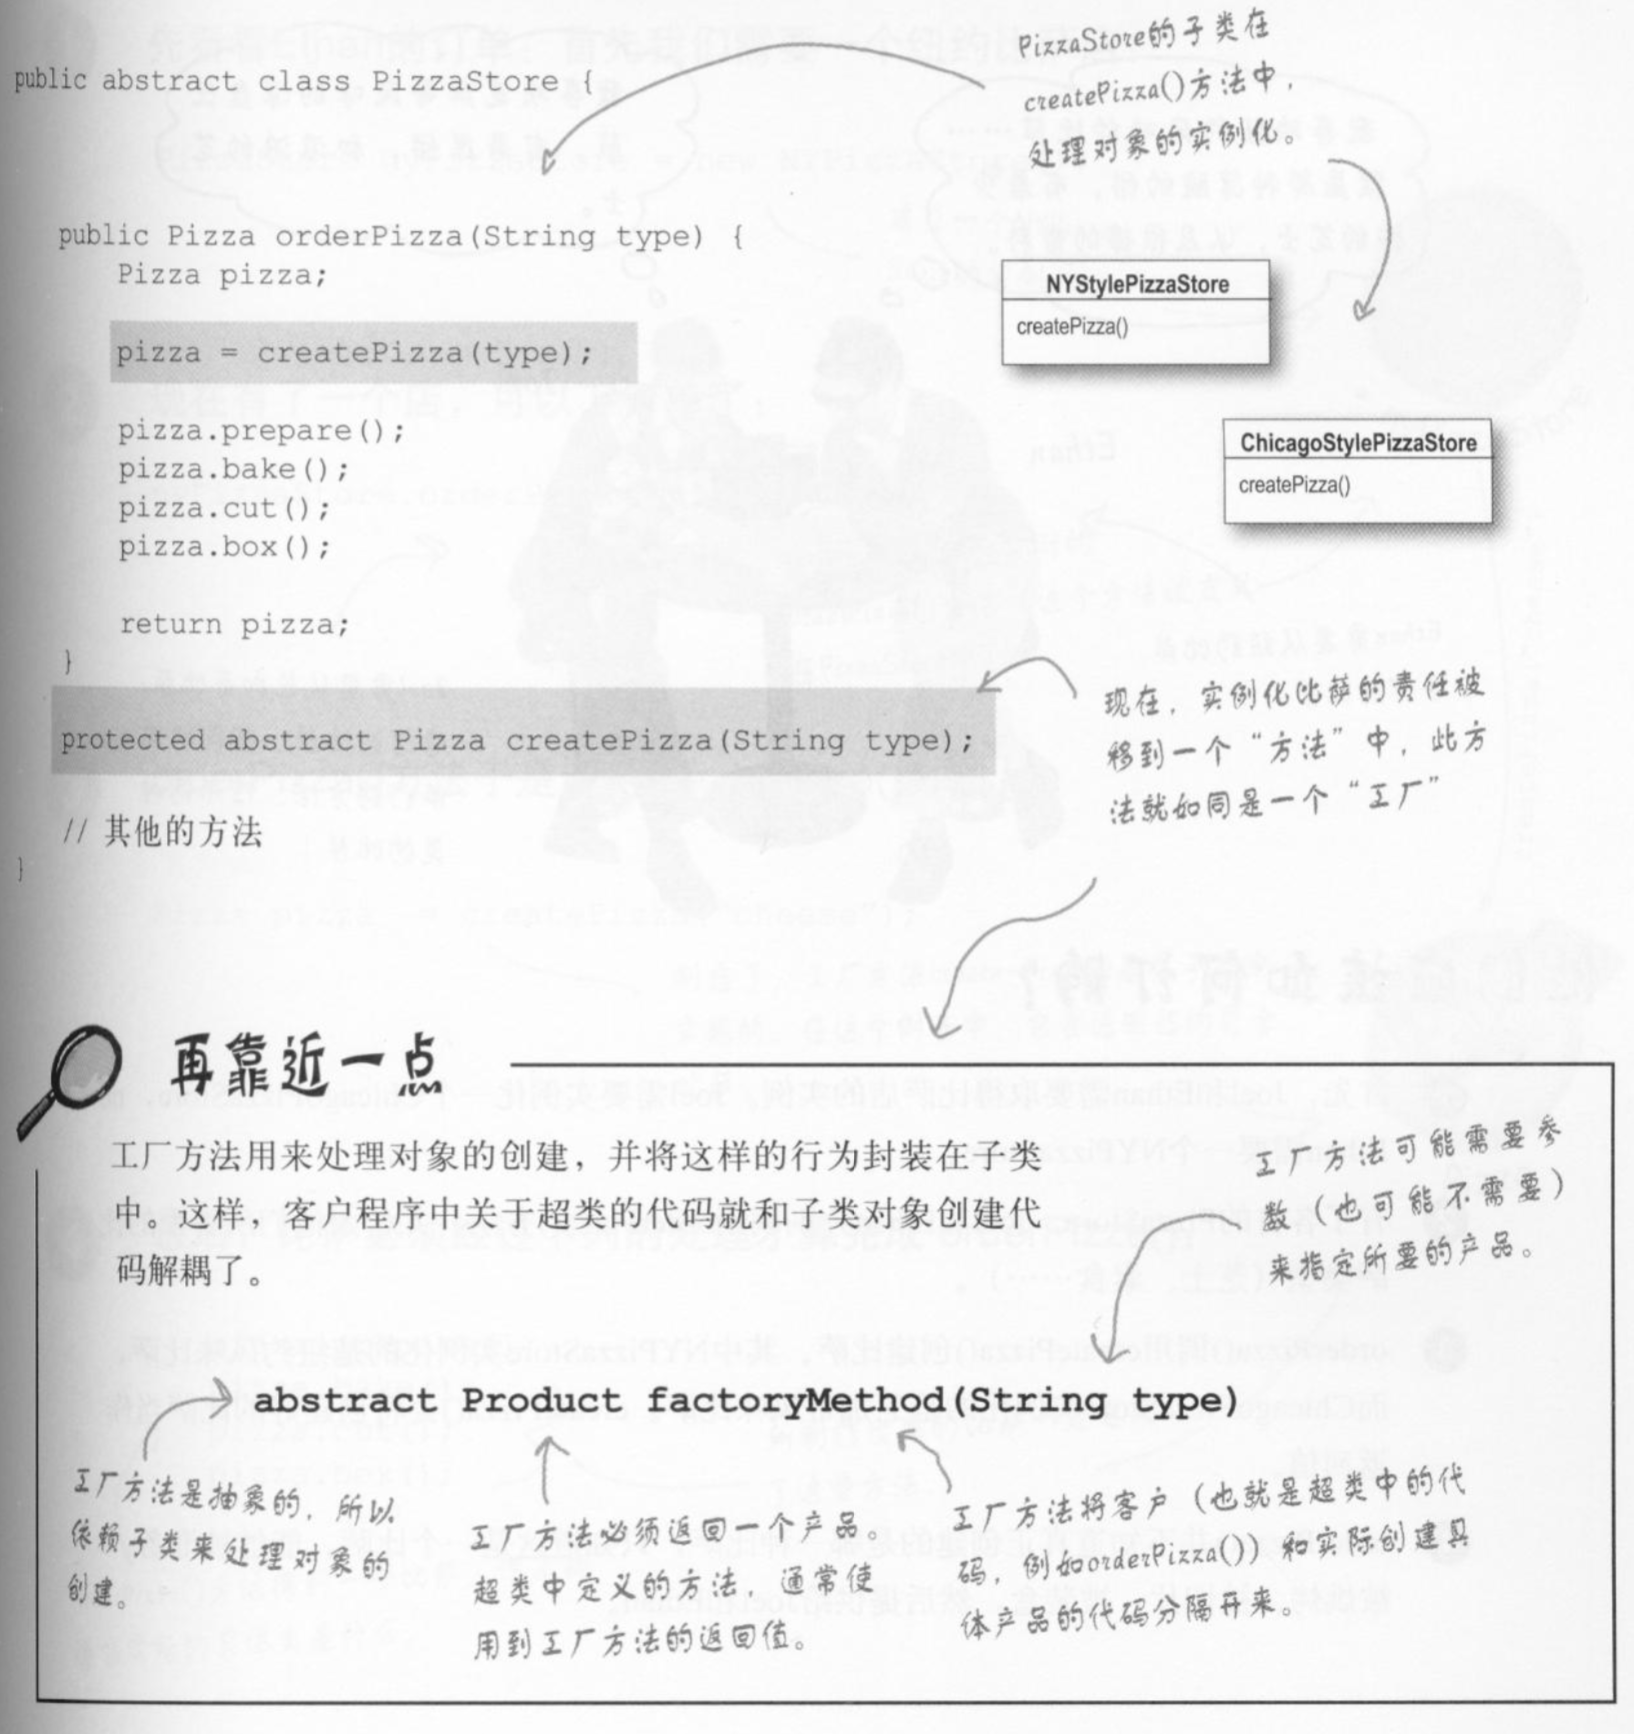 PizzaStore的子类在
createPizza()方法中，
处理对象的实例化。
public abstract class PizzaStore {
public Pizza orderPizza(String type) {
Pizza pizza;
pizza = createPizza(type);
pizza.prepare();
pizza.bake();
pizza.cut();
pizza.box();
return pizza;
}
NYStylePizzaStore
createPizza()
ChicagoStylePizzaStore
createPizza()
protected abstract Pizza createPizza(String type);
现在，实例化比萨的责任被
移到一个“方法”中，此方
法就如同是一个“工厂”
// 其他的方法
}
再靠近一点
工厂方法用来处理对象的创建，并将这样的行为封装在子类
中。这样，客户程序中关于超类的代码就和子类对象创建代
码解耦了。
工厂方法可能需要参
数（也可能不需要）
来指定所要的产品。
abstract Product factoryMethod(String type)
工厂方法是抽象的，所以
依赖子类来处理对象的
创建。
工厂方法必须返回一个产品。
超类中定义的方法，通常使
用到工厂方法的返回值。
工厂方法将客户（也就是超类中的代
码，例如orderPizza()）和实际创建具
体产品的代码分隔开来。